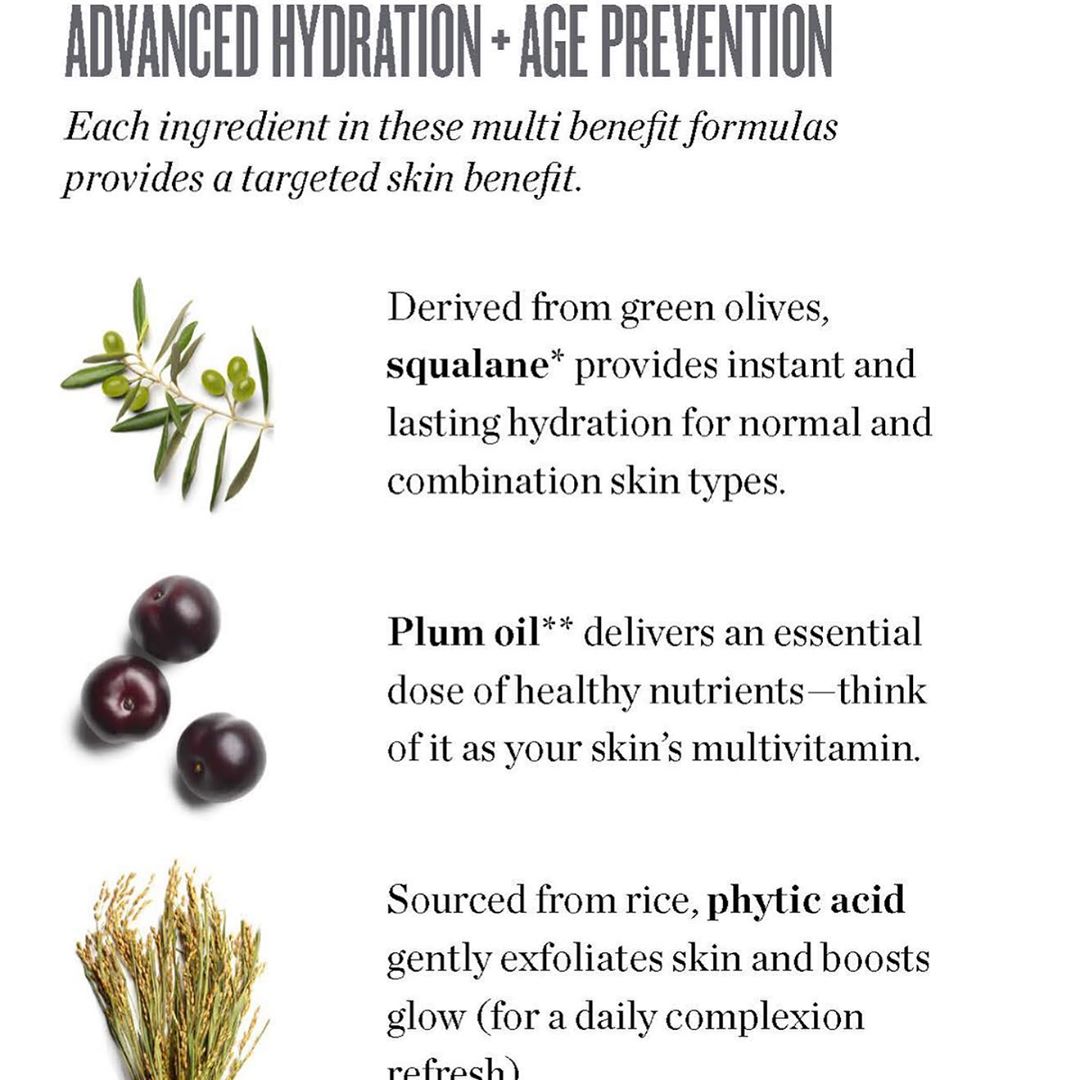 ADVANCED HYDRATION + AGE PREVENTION
Each ingredient in these multi benefit formulas
provides a targeted skin benefit.
Derived from green olives,
squalane* provides instant and
lasting hydration for normal and
combination skin types.
Plum oil** delivers an essential
dose of healthy nutrients—think
of it as your skin’s multivitamin.
Sourced from rice, phytic acid
gently exfoliates skin and boosts
glow (for a daily complexion
refresh)